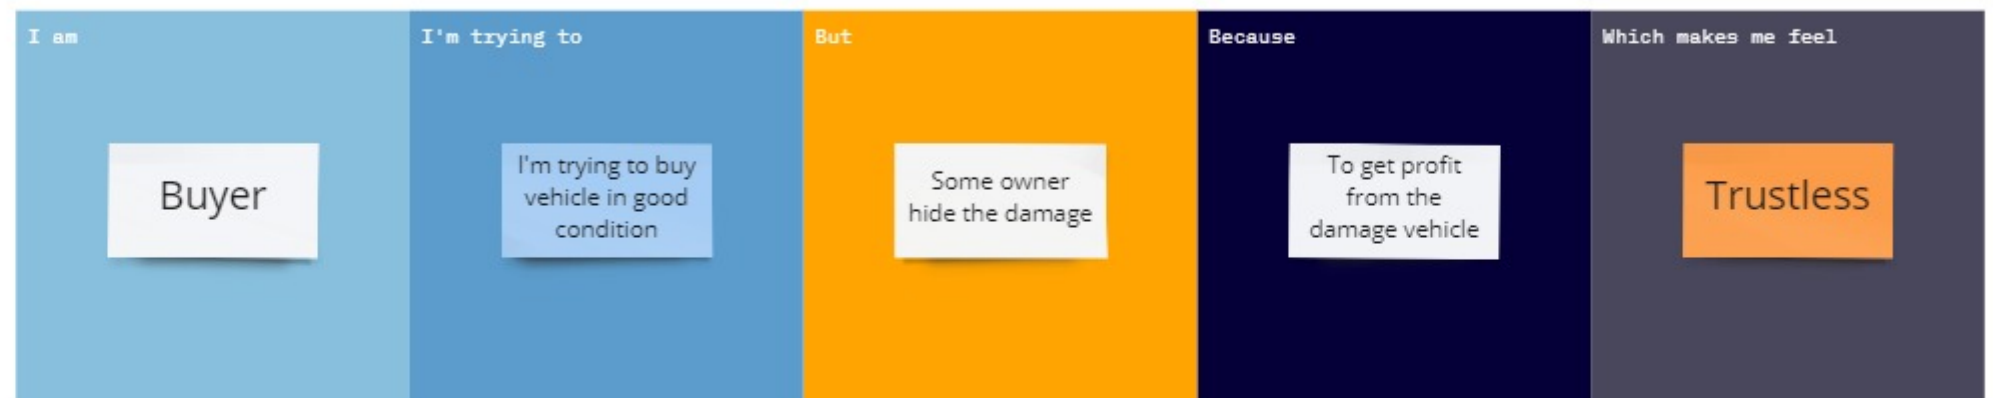 I am
Buyer
I'm trying to
I'm trying to buy
vehicle in good
condition
But
Some owner
hide the damage
Because
To get profit
from the
damage vehicle
Which makes me feel
Trustless